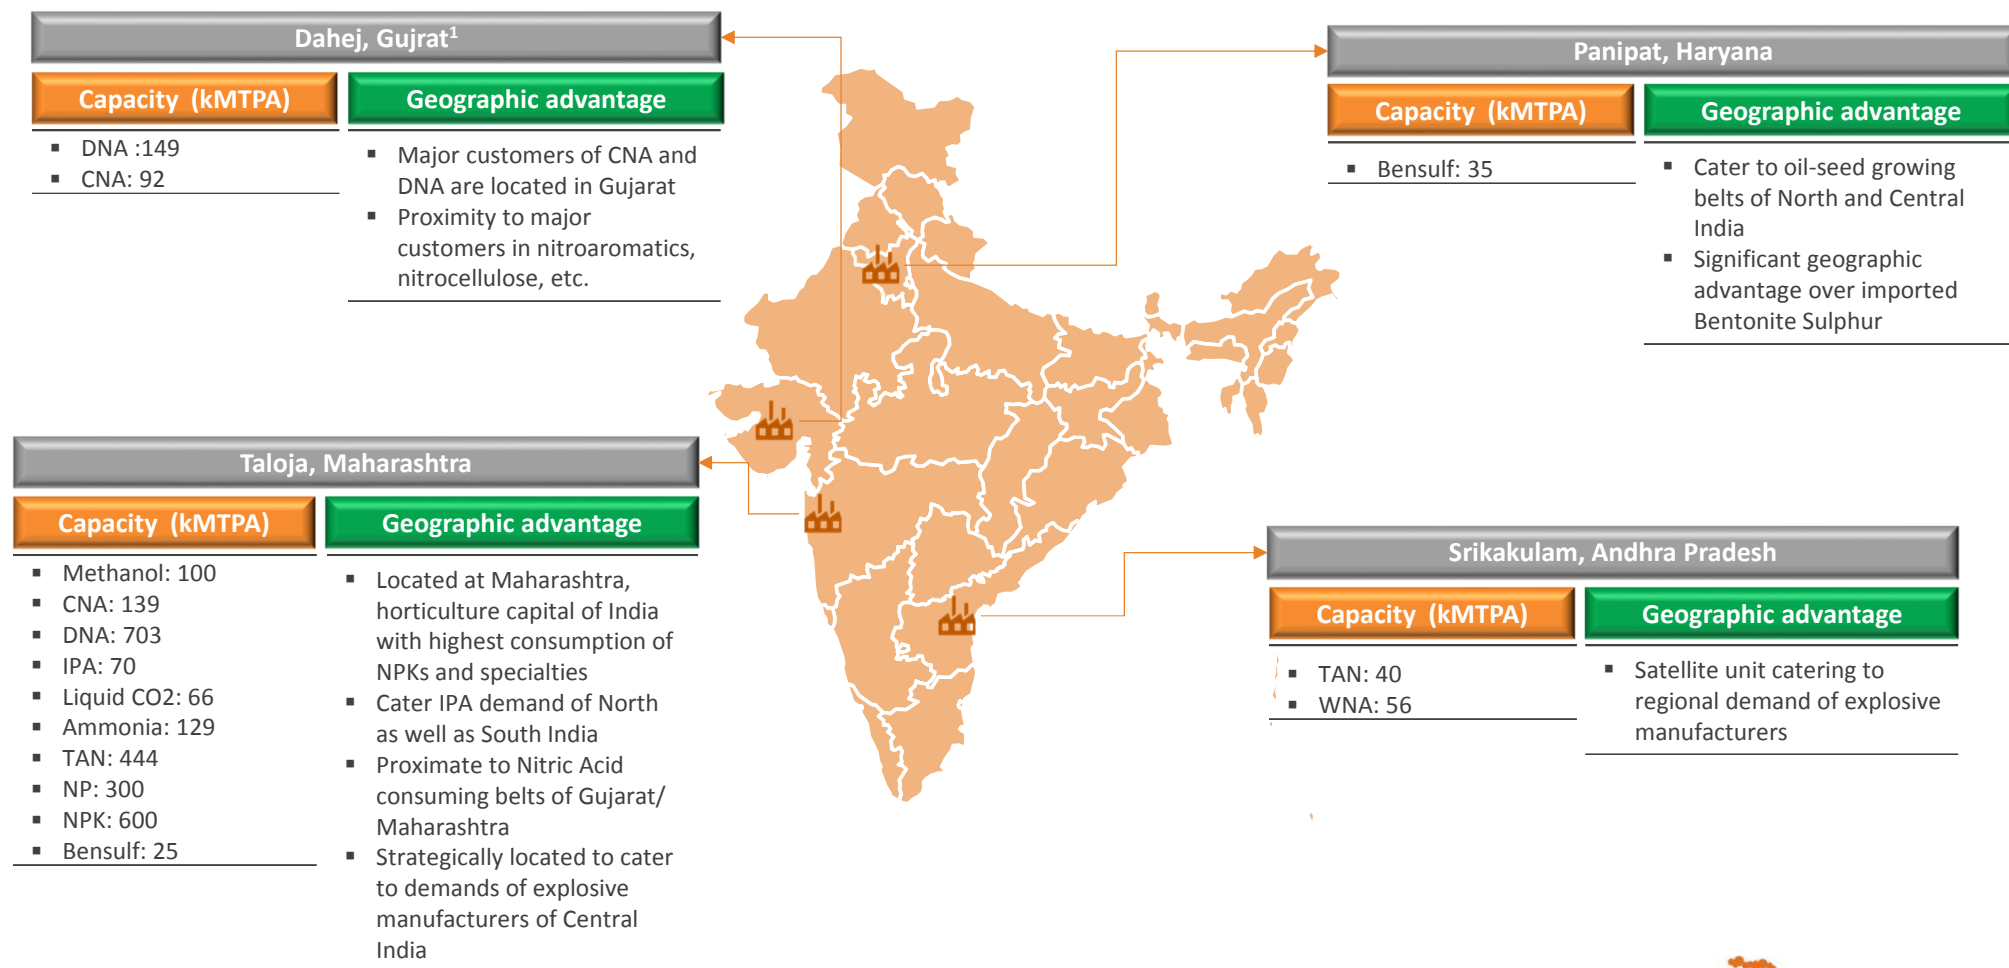 Dahej, Gujrat¹
Capacity (kMTPA)
Geographic advantage
▪ DNA :149
▪ CNA: 92
▪ Major customers of CNA and
DNA are located in Gujarat
▪ Proximity to major
customers in nitroaromatics,
nitrocellulose, etc.
Panipat, Haryana
Capacity (kMTPA)
Geographic advantage
▪ Bensulf: 35
▪ Cater to oil-seed growing
belts of North and Central
India
▪ Significant geographic
advantage over imported
Bentonite Sulphur
Taloja, Maharashtra
Capacity (kMTPA)
Geographic advantage
▪ Methanol: 100
▪ CNA: 139
▪ DNA: 703
▪ IPA: 70
▪ Liquid CO2: 66
▪ Ammonia: 129
▪ TAN: 444
▪ NP: 300
▪ NPK: 600
▪ Bensulf: 25
▪ Located at Maharashtra,
horticulture capital of India
with highest consumption of
NPKs and specialties
▪ Cater IPA demand of North
as well as South India
▪ Proximate to Nitric Acid
consuming belts of Gujarat/
Maharashtra
▪ Strategically located to cater
to demands of explosive
manufacturers of Central
India
Srikakulam, Andhra Pradesh
Capacity (kMTPA)
Geographic advantage
▪ TAN: 40
▪ WNA: 56
▪ Satellite unit catering to
regional demand of explosive
manufacturers